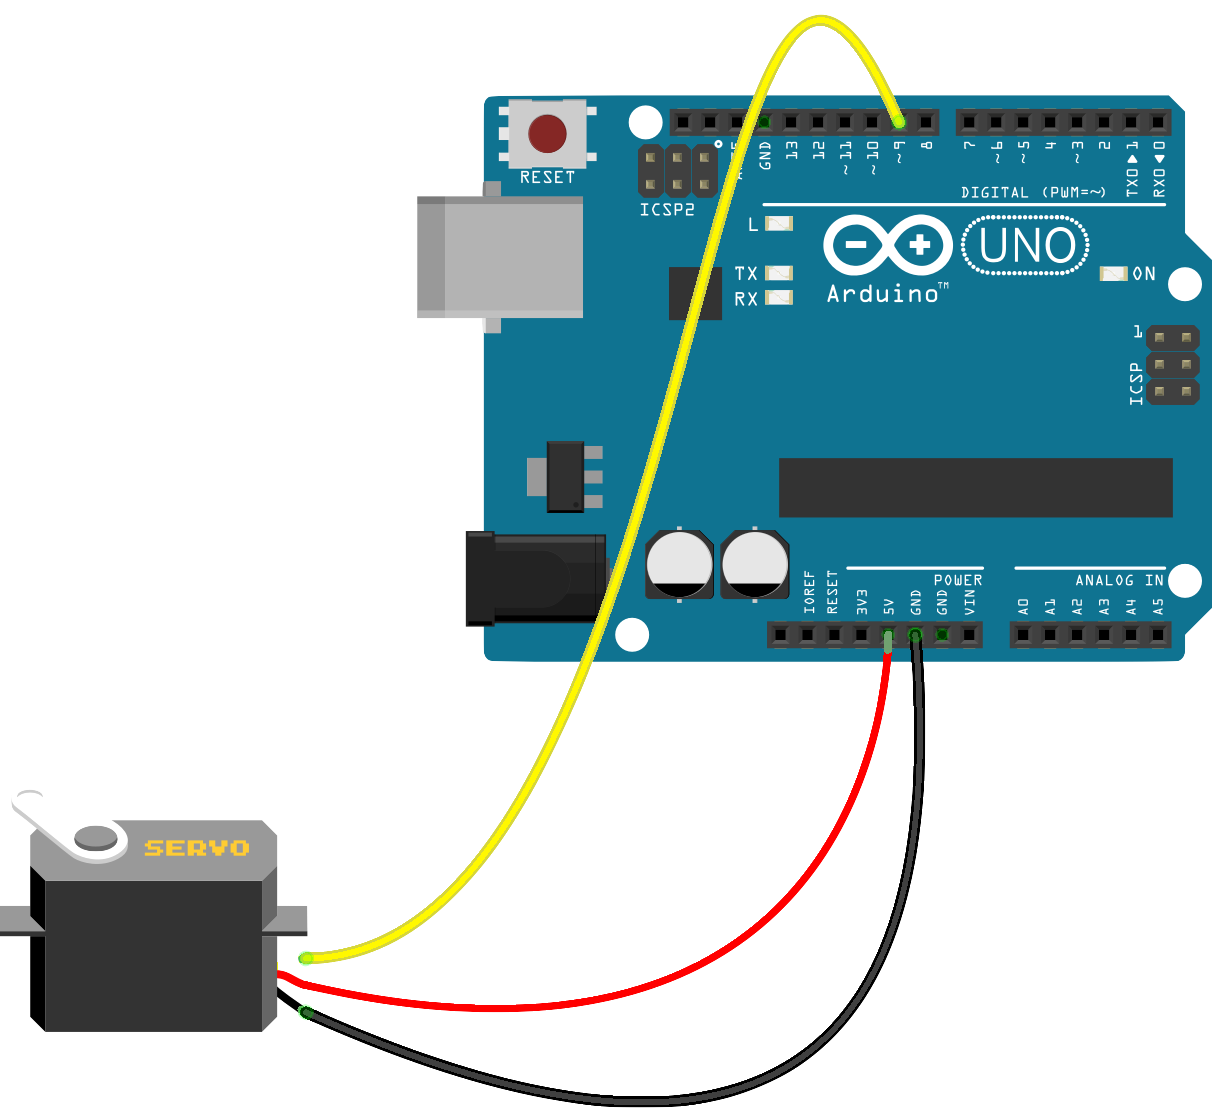 GND
13
12
~11
~10
~9
8
7
~6
~5
4
~3
2
TX0▶1
RX0◀0
RESET
DIGITAL (PWM=~)
ICSP2
L
UNO
TX
ON
RX
Arduino™
1
ICSP
IOREF
RESET
3V3
5V
GND
GND
VIN
POWER
ANALOG IN
A0
A1
A2
A3
A4
A5
SERVO